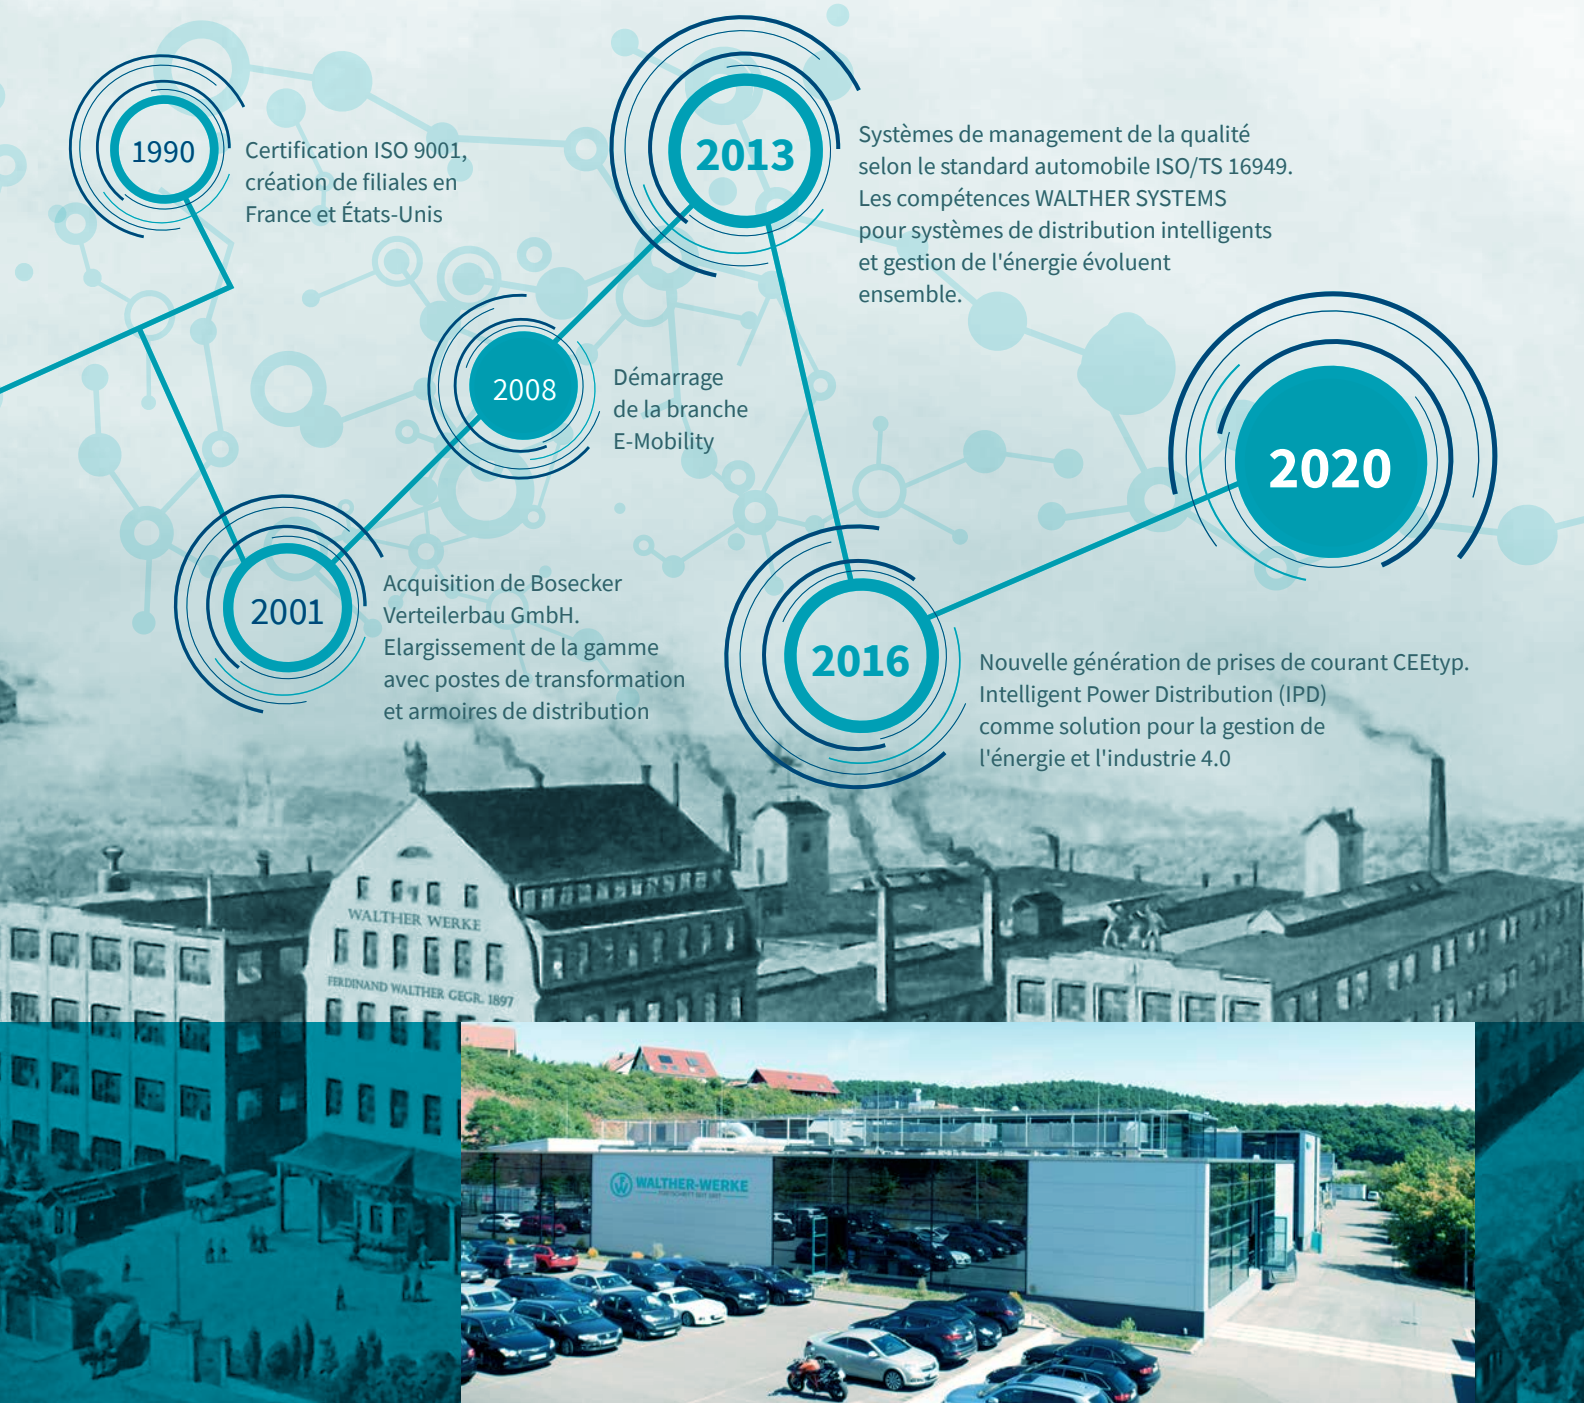 1990
Certification ISO 9001,
création de filiales en
France et États-Unis
2013
Systèmes de management de la qualité
selon le standard automobile ISO/TS 16949.
Les compétences WALTHER SYSTEMS
pour systèmes de distribution intelligents
et gestion de l'énergie évoluent
ensemble.
2008
Démarrage
de la branche
E-Mobility
2020
2001
Acquisition de Bosecker
Verteilerbau GmbH.
Elargissement de la gamme
avec postes de transformation
et armoires de distribution
2016
Nouvelle génération de prises de courant CEEtyp.
Intelligent Power Distribution (IPD)
comme solution pour la gestion de
l'énergie et l'industrie 4.0
WALTHER WERKE
FERDINAND WALTHER GEGR. 1897
WALTHER-WERKE
FORTSCHRITT SEIT 1897